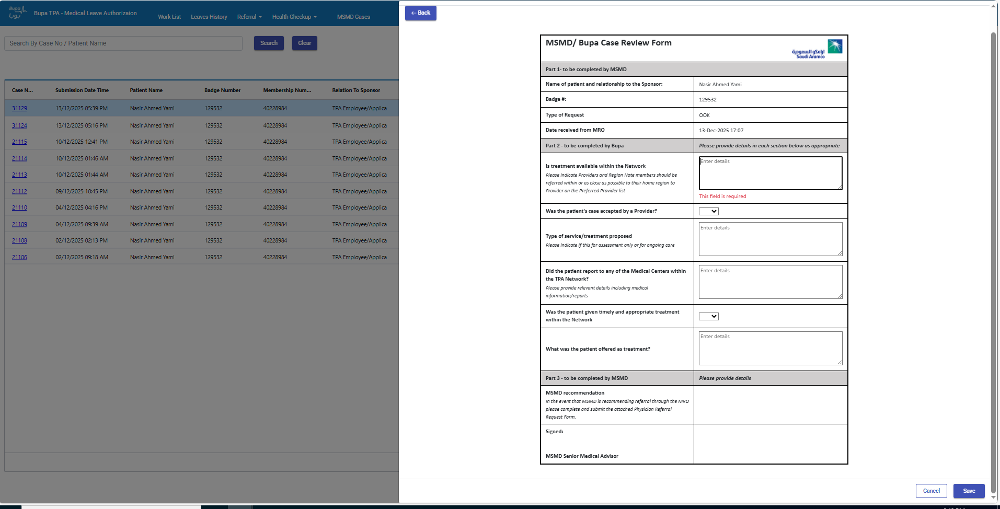 Bupa
بوبا
Bupa TPA - Medical Leave Authorizaion
Work List
Leaves History
Referral
Health Checkup
MSMD Cases
Search By Case No / Patient Name
Search
Clear
Case N... Submission Date Time Patient Name Badge Number Membership Num... Relation To Sponsor
31129 13/12/2025 05:39 PM Nasir Ahmed Yami 129532 40228984 TPA Employee/Applica
31124 13/12/2025 05:16 PM Nasir Ahmed Yami 129532 40228984 TPA Employee/Applica
21115 10/12/2025 12:41 PM Nasir Ahmed Yami 129532 40228984 TPA Employee/Applica
21114 10/12/2025 01:46 AM Nasir Ahmed Yami 129532 40228984 TPA Employee/Applica
21113 10/12/2025 01:44 AM Nasir Ahmed Yami 129532 40228984 TPA Employee/Applica
21112 09/12/2025 10:45 PM Nasir Ahmed Yami 129532 40228984 TPA Employee/Applica
21110 04/12/2025 04:16 PM Nasir Ahmed Yami 129532 40228984 TPA Employee/Applica
21109 04/12/2025 09:39 AM Nasir Ahmed Yami 129532 40228984 TPA Employee/Applica
21108 02/12/2025 02:13 PM Nasir Ahmed Yami 129532 40228984 TPA Employee/Applica
21106 02/12/2025 09:18 AM Nasir Ahmed Yami 129532 40228984 TPA Employee/Applica
← Back
MSMD/ Bupa Case Review Form
أرامكو السعودية
Saudi Aramco
Part 1- to be completed by MSMD
Name of patient and relationship to the Sponsor: Nasir Ahmed Yami
Badge #: 129532
Type of Request OOK
Date received from MRO 13-Dec-2025 17:07
Part 2 - to be completed by Bupa Please provide details in each section below as appropriate
Is treatment available within the Network
Please indicate Providers and Region Note members should be
referred within or as close as possible to their home region to
Provider on the Preferred Provider list
Enter details
This field is required
Was the patient's case accepted by a Provider?
Type of service/treatment proposed
Please indicate if this for assessment only or for ongoing care
Enter details
Did the patient report to any of the Medical Centers within
the TPA Network?
Please provide relevant details including medical
information/reports
Enter details
Was the patient given timely and appropriate treatment
within the Network
What was the patient offered as treatment?
Enter details
Part 3 - to be completed by MSMD Please provide details
MSMD recommendation
In the event that MSMD is recommending referral through the MRO
please complete and submit the attached Physician Referral
Request Form.
Signed:
MSMD Senior Medical Advisor
Cancel
Save